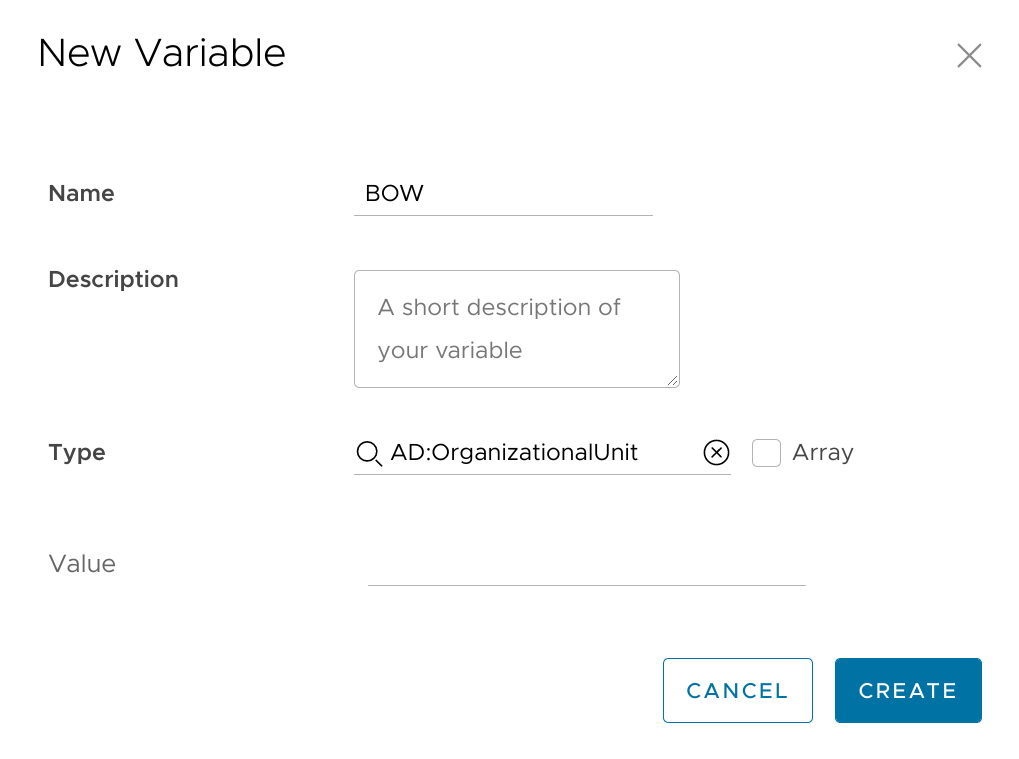 New Variable
Name
BOW
Description
A short description of
your variable
Type
AD:OrganizationalUnit
Array
Value
CANCEL
CREATE